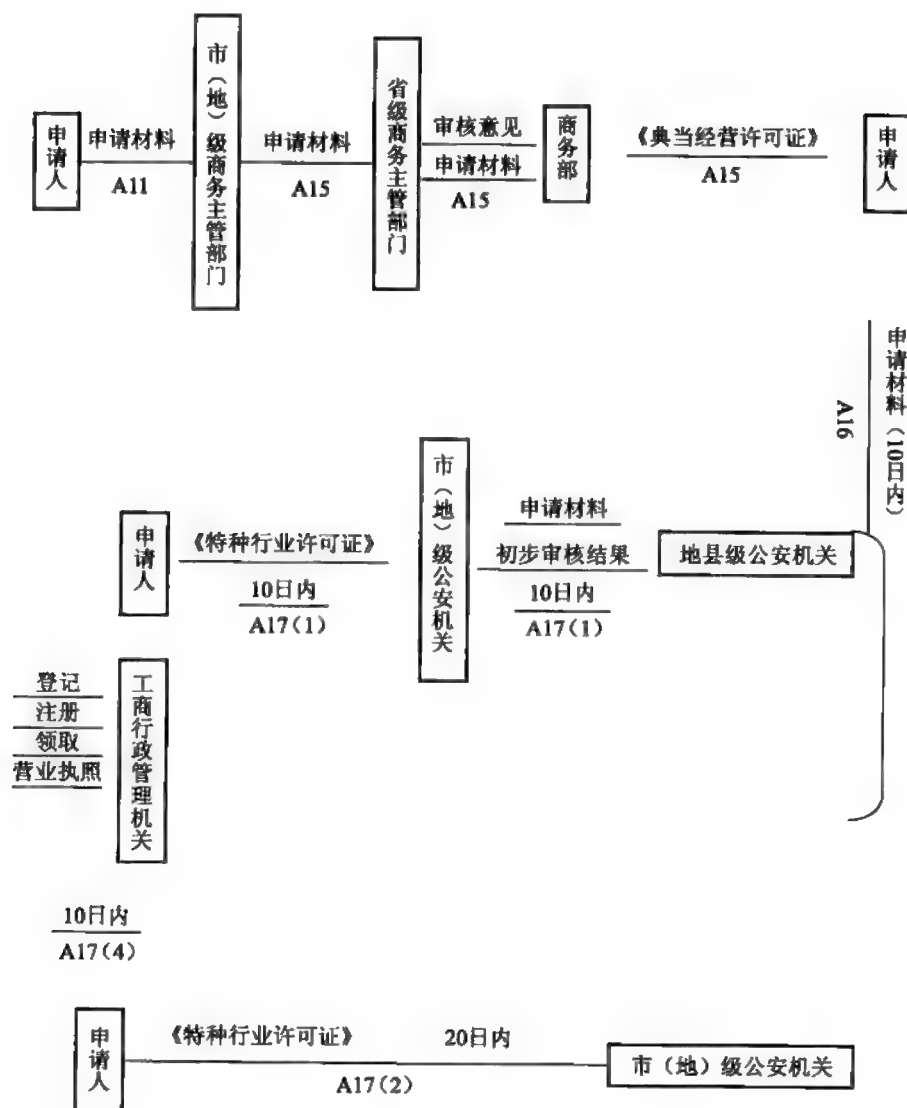 申请人
申请材料
A11
市（地）级商务主管部门
申请材料
A15
省级商务主管部门
审核意见
申请材料
A15
商务部
《典当经营许可证》
A15
申请人
申请材料（10日内）
A16
申请人
《特种行业许可证》
10日内
A17(1)
市（地）级公安机关
申请材料
初步审核结果
10日内
A17(1)
地县级公安机关
登记
注册
领取
营业执照
工商行政管理机关
10日内
A17(4)
申请人
《特种行业许可证》 20日内
A17(2)
市（地）级公安机关